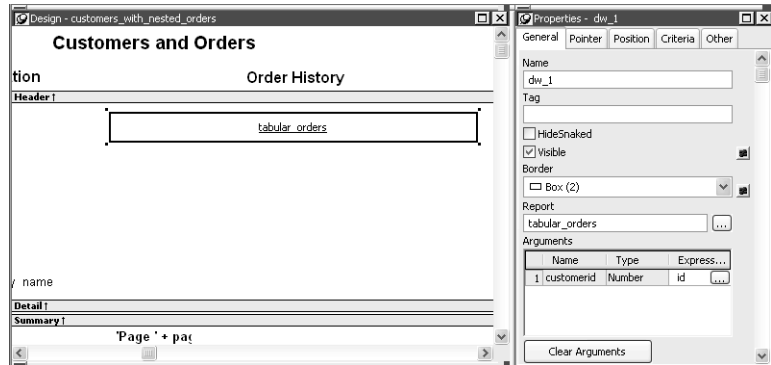 Design - customers_with_nested_orders
Customers and Orders
tion
Order History
Header ↑
tabular_orders
y name
Detail ↑
Summary ↑
'Page ' + pag
Properties - dw_1
General Pointer Position Criteria Other
Name
dw_1
Tag
HideSnaked
Visible
Border
Box (2)
Report
tabular_orders ...
Arguments
Name Type Express...
1 customerid Number id ...
Clear Arguments